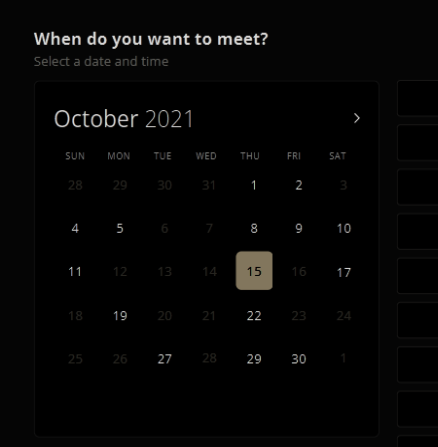 When do you want to meet?
Select a date and time
October 2021
SUN MON TUE WED THU FRI SAT
28 29 30 31 1 2 3
4 5 6 7 8 9 10
11 12 13 14 15 16 17
18 19 20 21 22 23 24
25 26 27 28 29 30 1